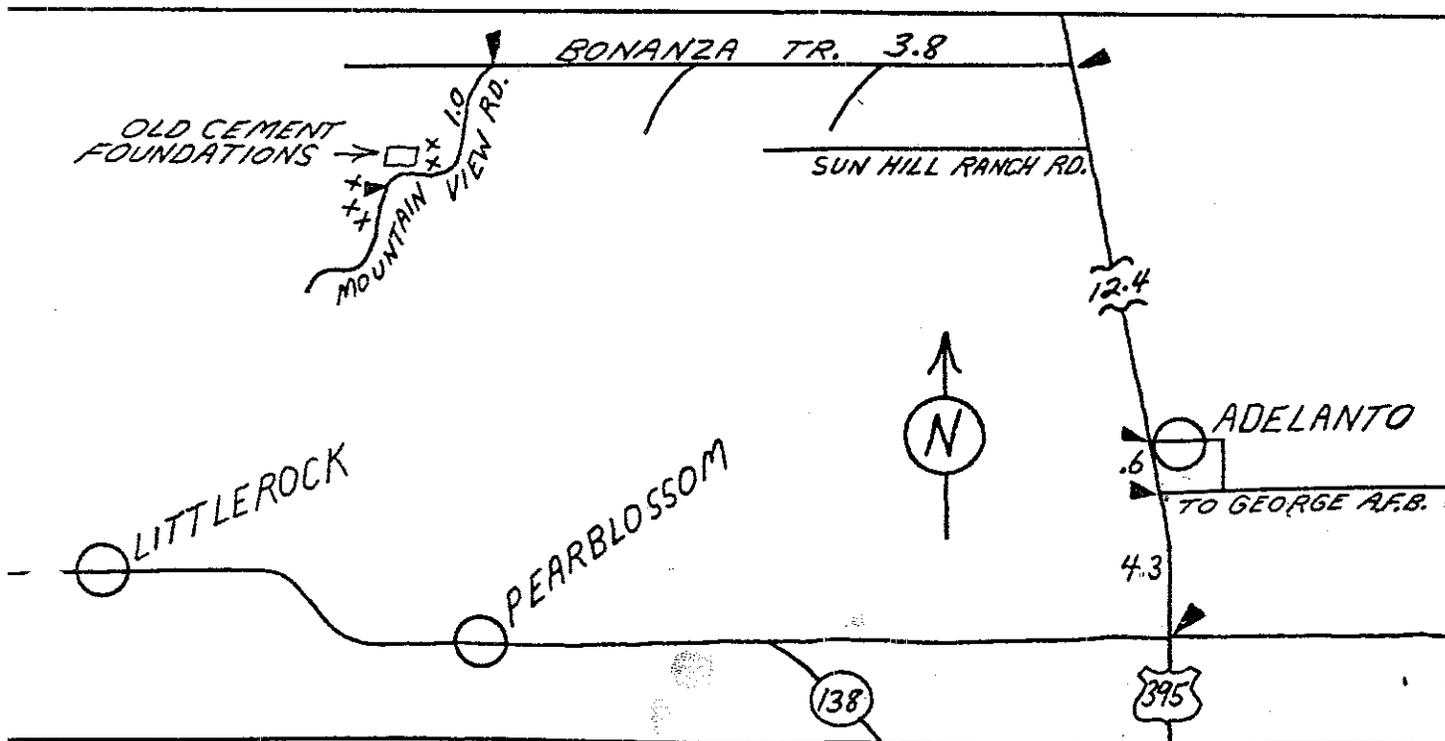 BONANZA TR. 3.8
1.0
OLD CEMENT
FOUNDATIONS
MOUNTAIN VIEW RD.
SUN HILL RANCH RD.
12.4
N
ADELANTO
.6
TO GEORGE A.F.B.
LITTLEROCK
PEARBLOSSOM
4.3
138
395